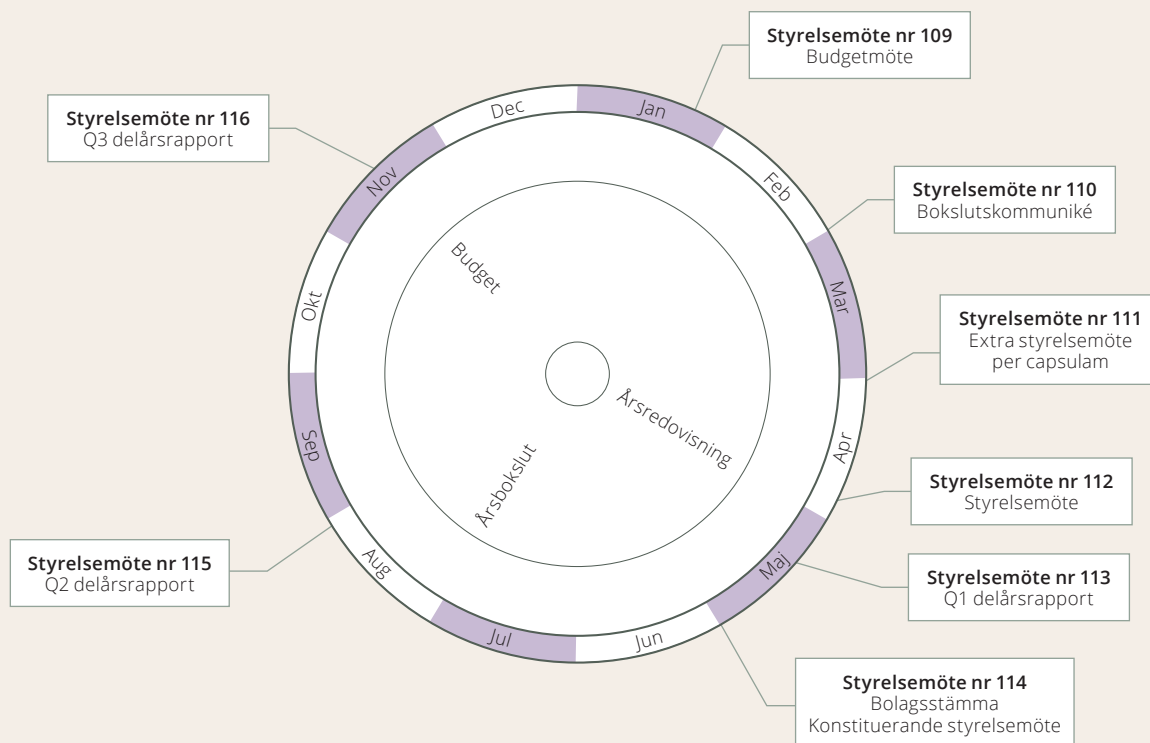 Styrelsemöte nr 109
Budgetmöte
Styrelsemöte nr 110
Bokslutskommuniké
Styrelsemöte nr 111
Extra styrelsemöte
per capsulam
Styrelsemöte nr 112
Styrelsemöte
Styrelsemöte nr 113
Q1 delårsrapport
Styrelsemöte nr 114
Bolagsstämma
Konstituerande styrelsemöte
Styrelsemöte nr 115
Q2 delårsrapport
Styrelsemöte nr 116
Q3 delårsrapport
Jan
Feb
Mar
Apr
Maj
Jun
Jul
Aug
Sep
Okt
Nov
Dec
Budget
Årsredovisning
Årsbokslut